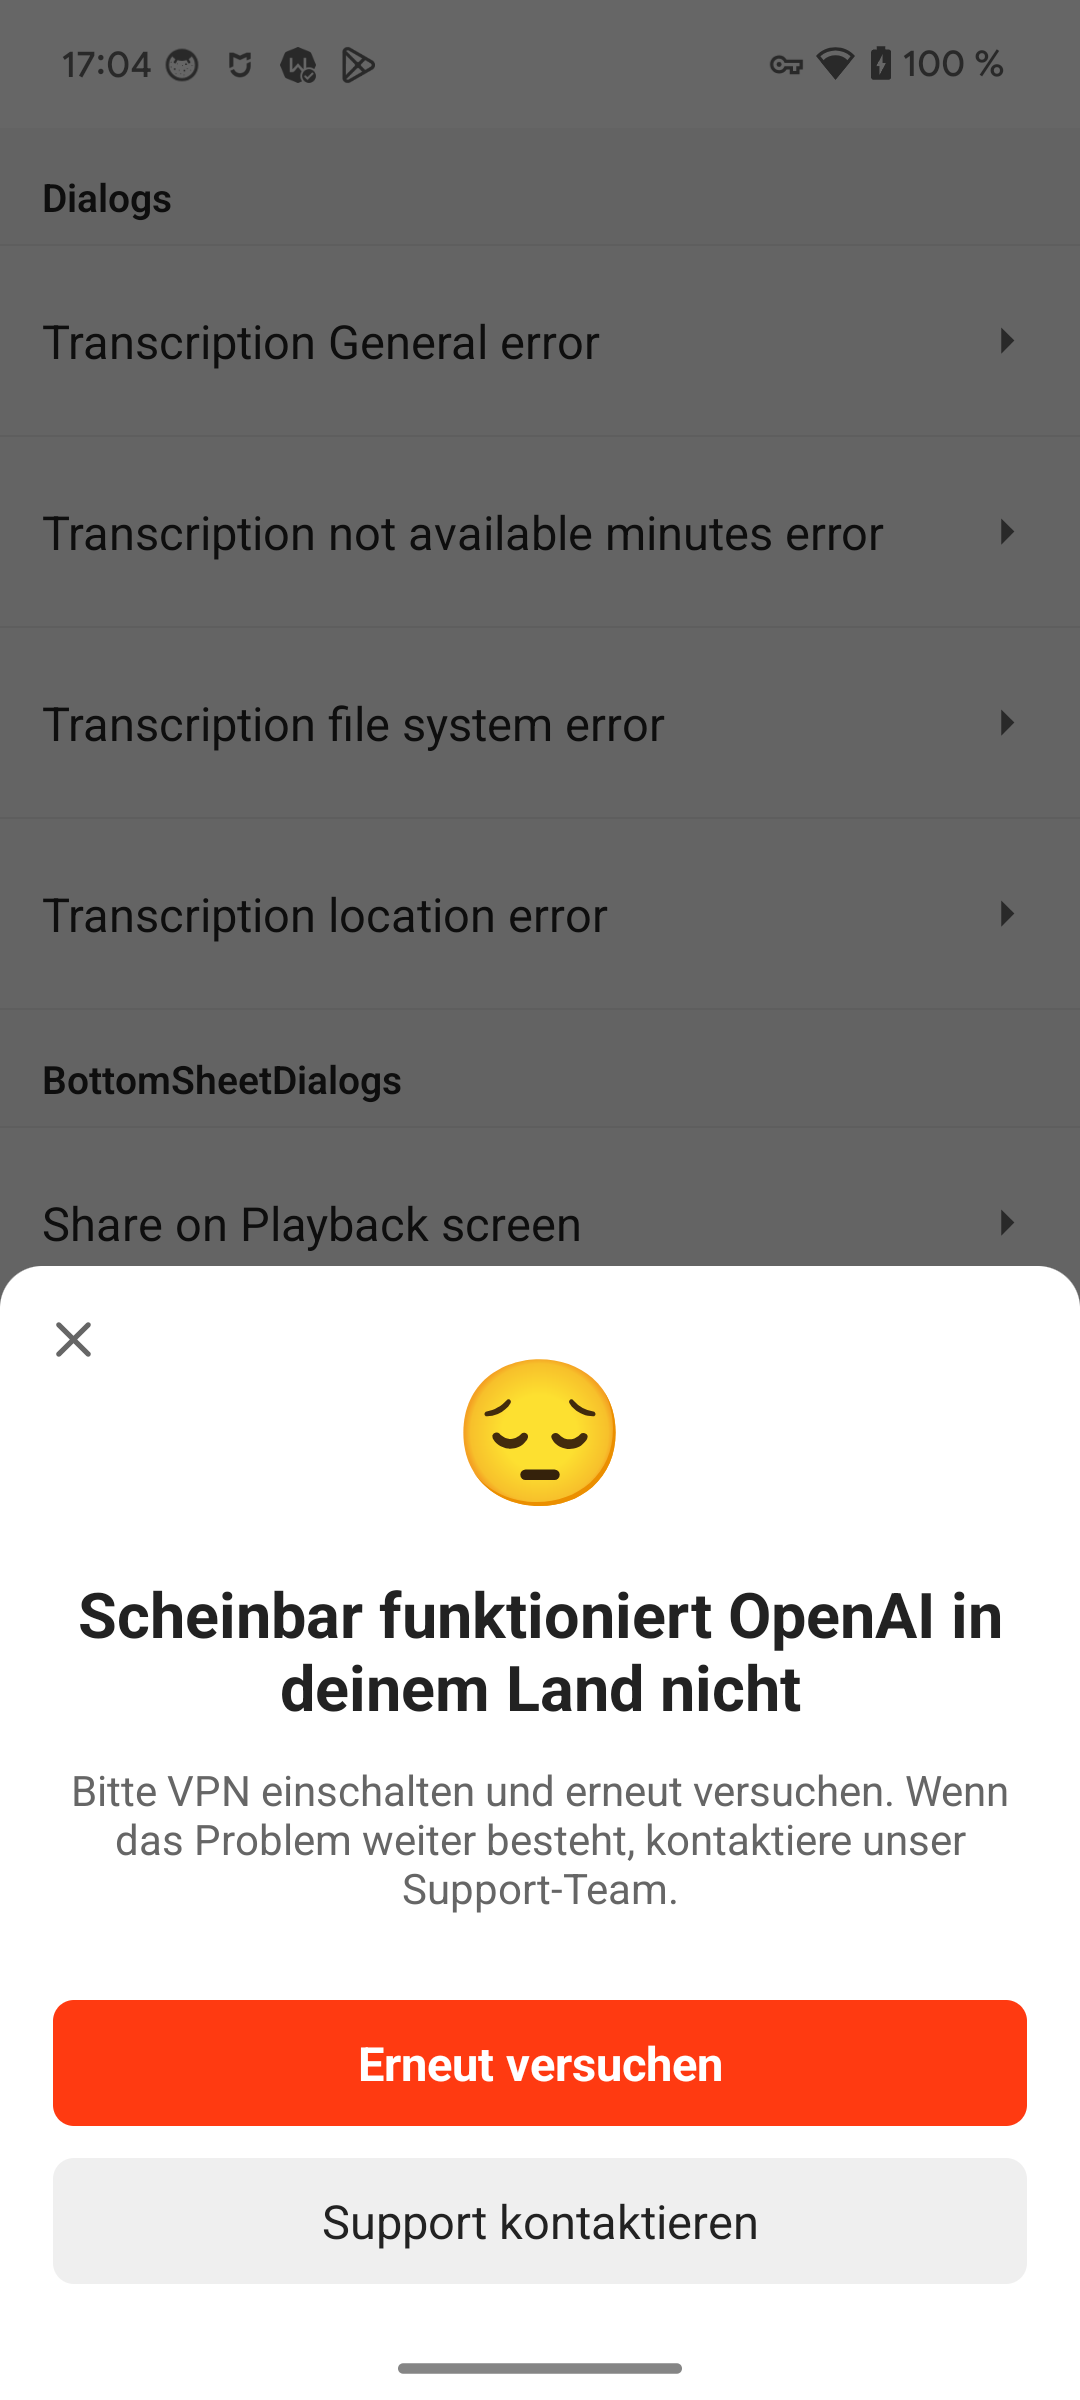 17:04
100 %
Dialogs
Transcription General error
Transcription not available minutes error
Transcription file system error
Transcription location error
BottomSheetDialogs
Share on Playback screen
Scheinbar funktioniert OpenAI in
deinem Land nicht
Bitte VPN einschalten und erneut versuchen. Wenn
das Problem weiter besteht, kontaktiere unser
Support-Team.
Erneut versuchen
Support kontaktieren